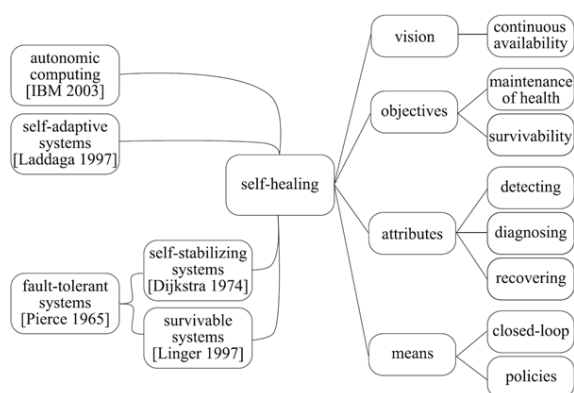 autonomic
computing
[IBM 2003]
self-adaptive
systems
[Laddaga 1997]
fault-tolerant
systems
[Pierce 1965]
self-stabilizing
systems
[Dijkstra 1974]
survivable
systems
[Linger 1997]
self-healing
vision
continuous
availability
objectives
maintenance
of health
survivability
attributes
detecting
diagnosing
recovering
means
closed-loop
policies